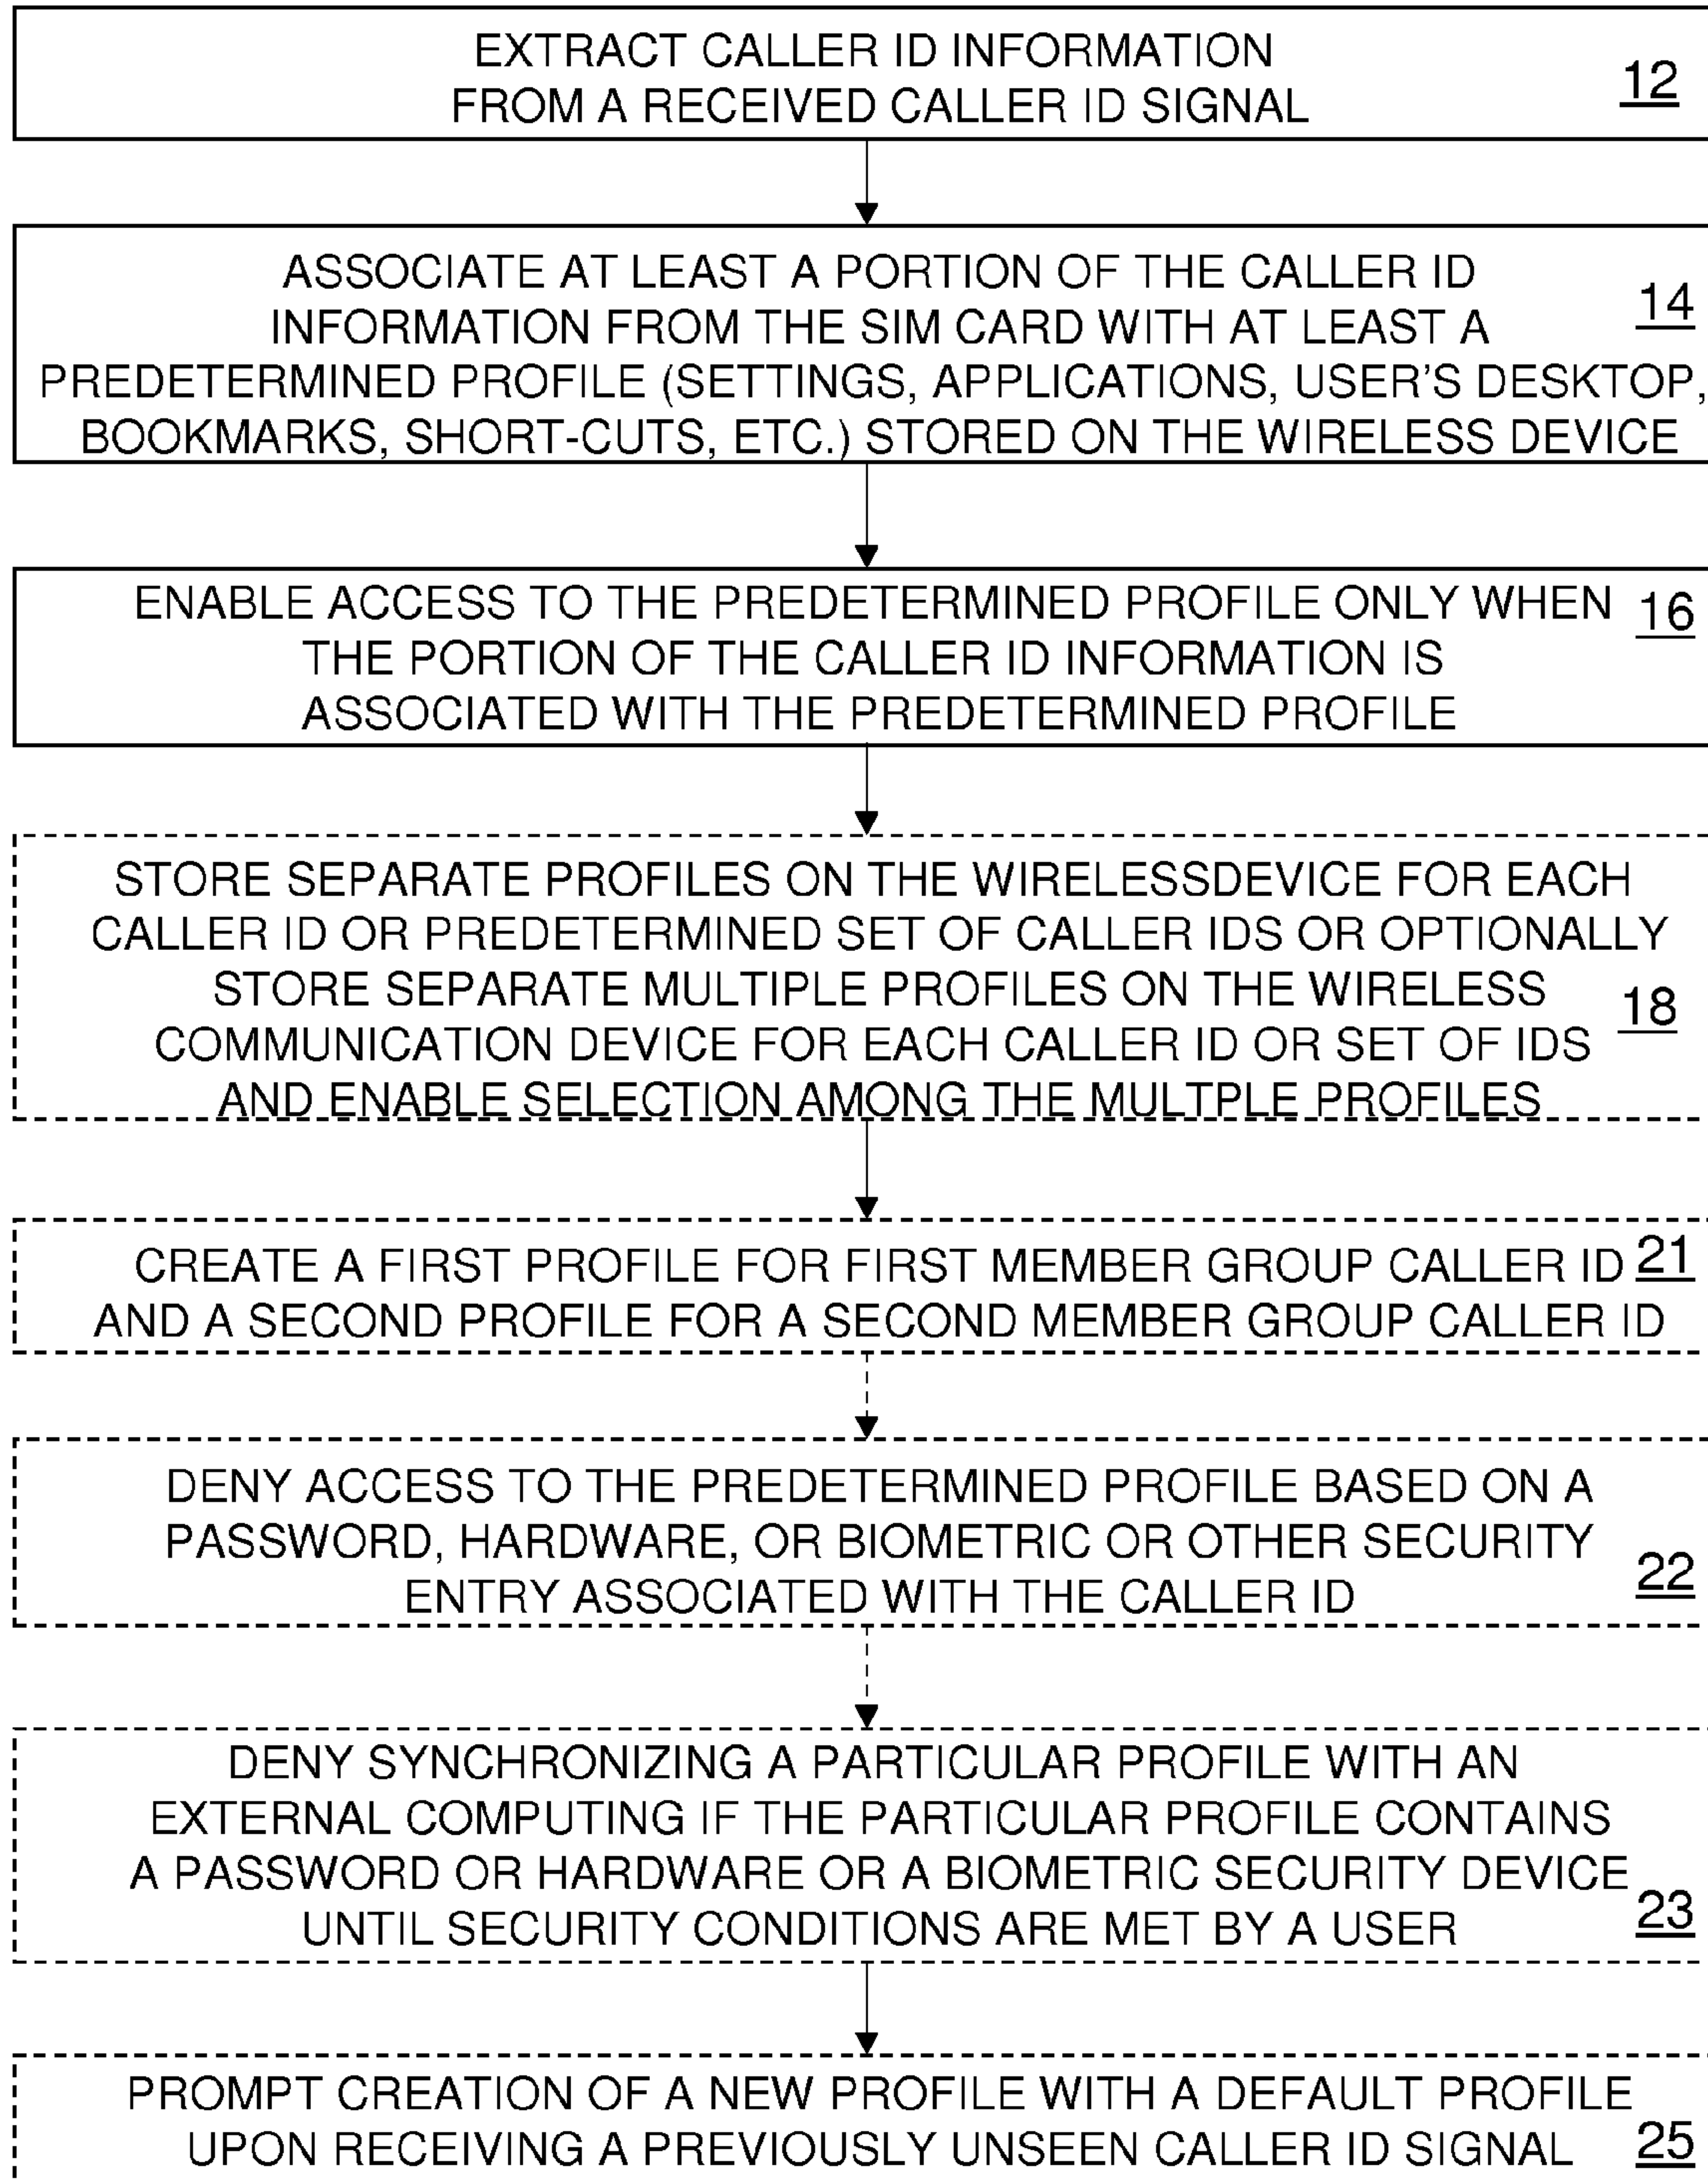 EXTRACT CALLER ID INFORMATION
FROM A RECEIVED CALLER ID SIGNAL
12
ASSOCIATE AT LEAST A PORTION OF THE CALLER ID
INFORMATION FROM THE SIM CARD WITH AT LEAST A
14
PREDETERMINED PROFILE (SETTINGS, APPLICATIONS, USER'S DESKTOP,
BOOKMARKS, SHORT-CUTS, ETC.) STORED ON THE WIRELESS DEVICE
ENABLE ACCESS TO THE PREDETERMINED PROFILE ONLY WHEN
16
THE PORTION OF THE CALLER ID INFORMATION IS
ASSOCIATED WITH THE PREDETERMINED PROFILE
STORE SEPARATE PROFILES ON THE WIRELESSDEVICE FOR EACH
CALLER ID OR PREDETERMINED SET OF CALLER IDS OR OPTIONALLY
STORE SEPARATE MULTIPLE PROFILES ON THE WIRELESS
18
COMMUNICATION DEVICE FOR EACH CALLER ID OR SET OF IDS
AND ENABLE SELECTION AMONG THE MULTPLE PROFILES
CREATE A FIRST PROFILE FOR FIRST MEMBER GROUP CALLER ID
21
AND A SECOND PROFILE FOR A SECOND MEMBER GROUP CALLER ID
DENY ACCESS TO THE PREDETERMINED PROFILE BASED ON A
PASSWORD, HARDWARE, OR BIOMETRIC OR OTHER SECURITY
ENTRY ASSOCIATED WITH THE CALLER ID
22
DENY SYNCHRONIZING A PARTICULAR PROFILE WITH AN
EXTERNAL COMPUTING IF THE PARTICULAR PROFILE CONTAINS
A PASSWORD OR HARDWARE OR A BIOMETRIC SECURITY DEVICE
UNTIL SECURITY CONDITIONS ARE MET BY A USER
23
PROMPT CREATION OF A NEW PROFILE WITH A DEFAULT PROFILE
UPON RECEIVING A PREVIOUSLY UNSEEN CALLER ID SIGNAL
25